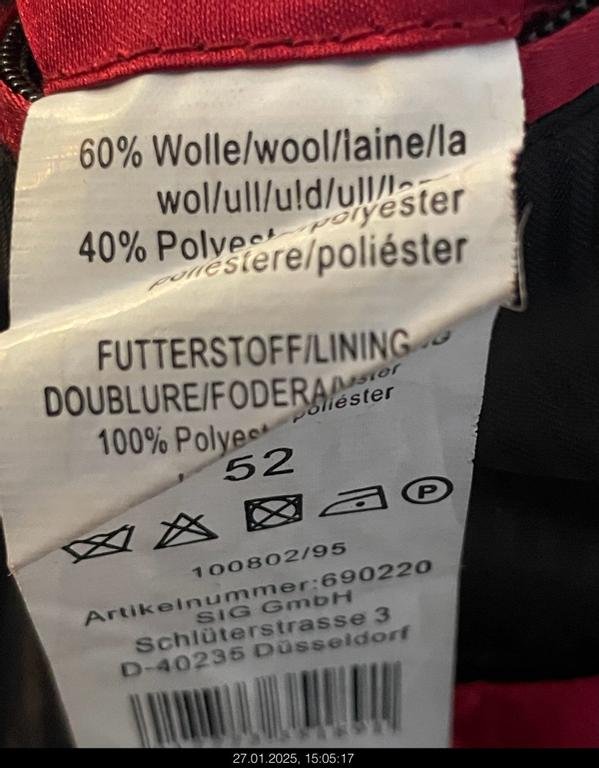 60% Wolle/wool/laine/la
wol/ull/uld/ull/
polyester
40% Polyes
poliestere/poliéster
FUTTERSTOFF/LINING
DOUBLURE/FODERA/
100% Polyes
poliéster
52
P
100802/95
Artikelnummer:690220
SIG GmbH
Schlüterstrasse 3
D-40235 Düsseldorf
27.01.2025, 15:05:17